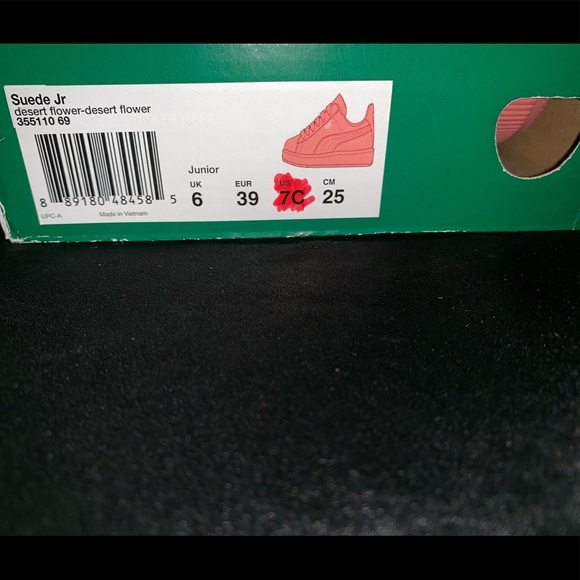 Suede Jr
desert flower-desert flower
355110 69
8 89180 48458 5
UPC-A Made in Vietnam
Junior
UK EUR US CM
6 39 7C 25